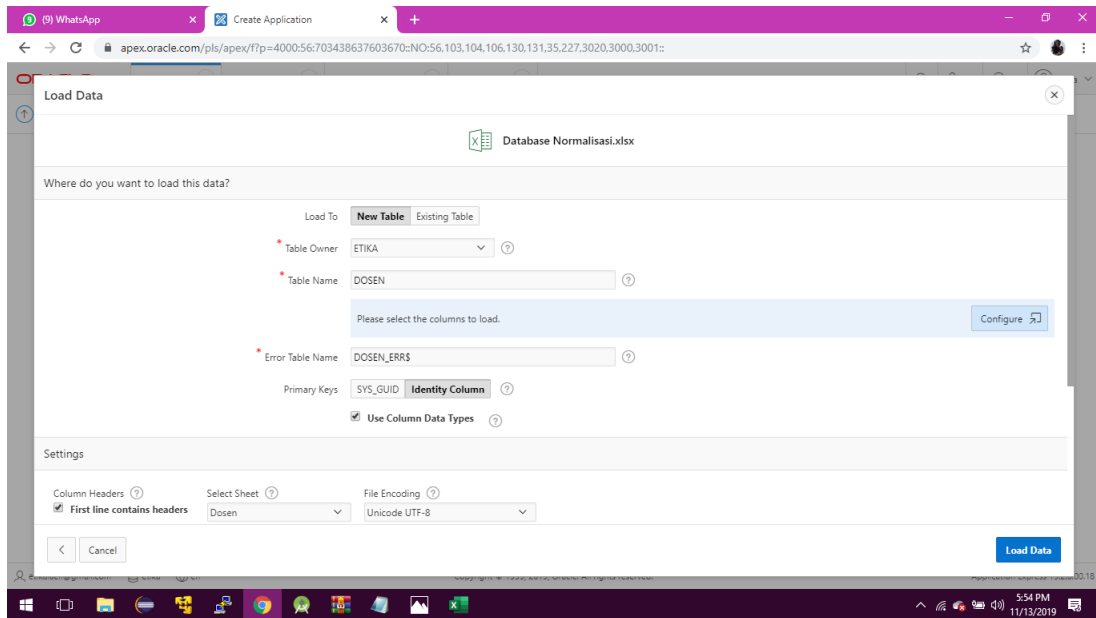 (9) WhatsApp
Create Application
apex.oracle.com/pls/apex/f?p=4000:56:703438637603670::NO:56,103,104,106,130,131,35,227,3020,3000,3001::
Load Data
Database Normalisasi.xlsx
Where do you want to load this data?
Load To New Table Existing Table
* Table Owner ETIKA
* Table Name DOSEN
Please select the columns to load. Configure
* Error Table Name DOSEN_ERR$
Primary Keys SYS_GUID Identity Column
Use Column Data Types
Settings
Column Headers Select Sheet File Encoding
First line contains headers Dosen Unicode UTF-8
Cancel Load Data
5:54 PM
11/13/2019